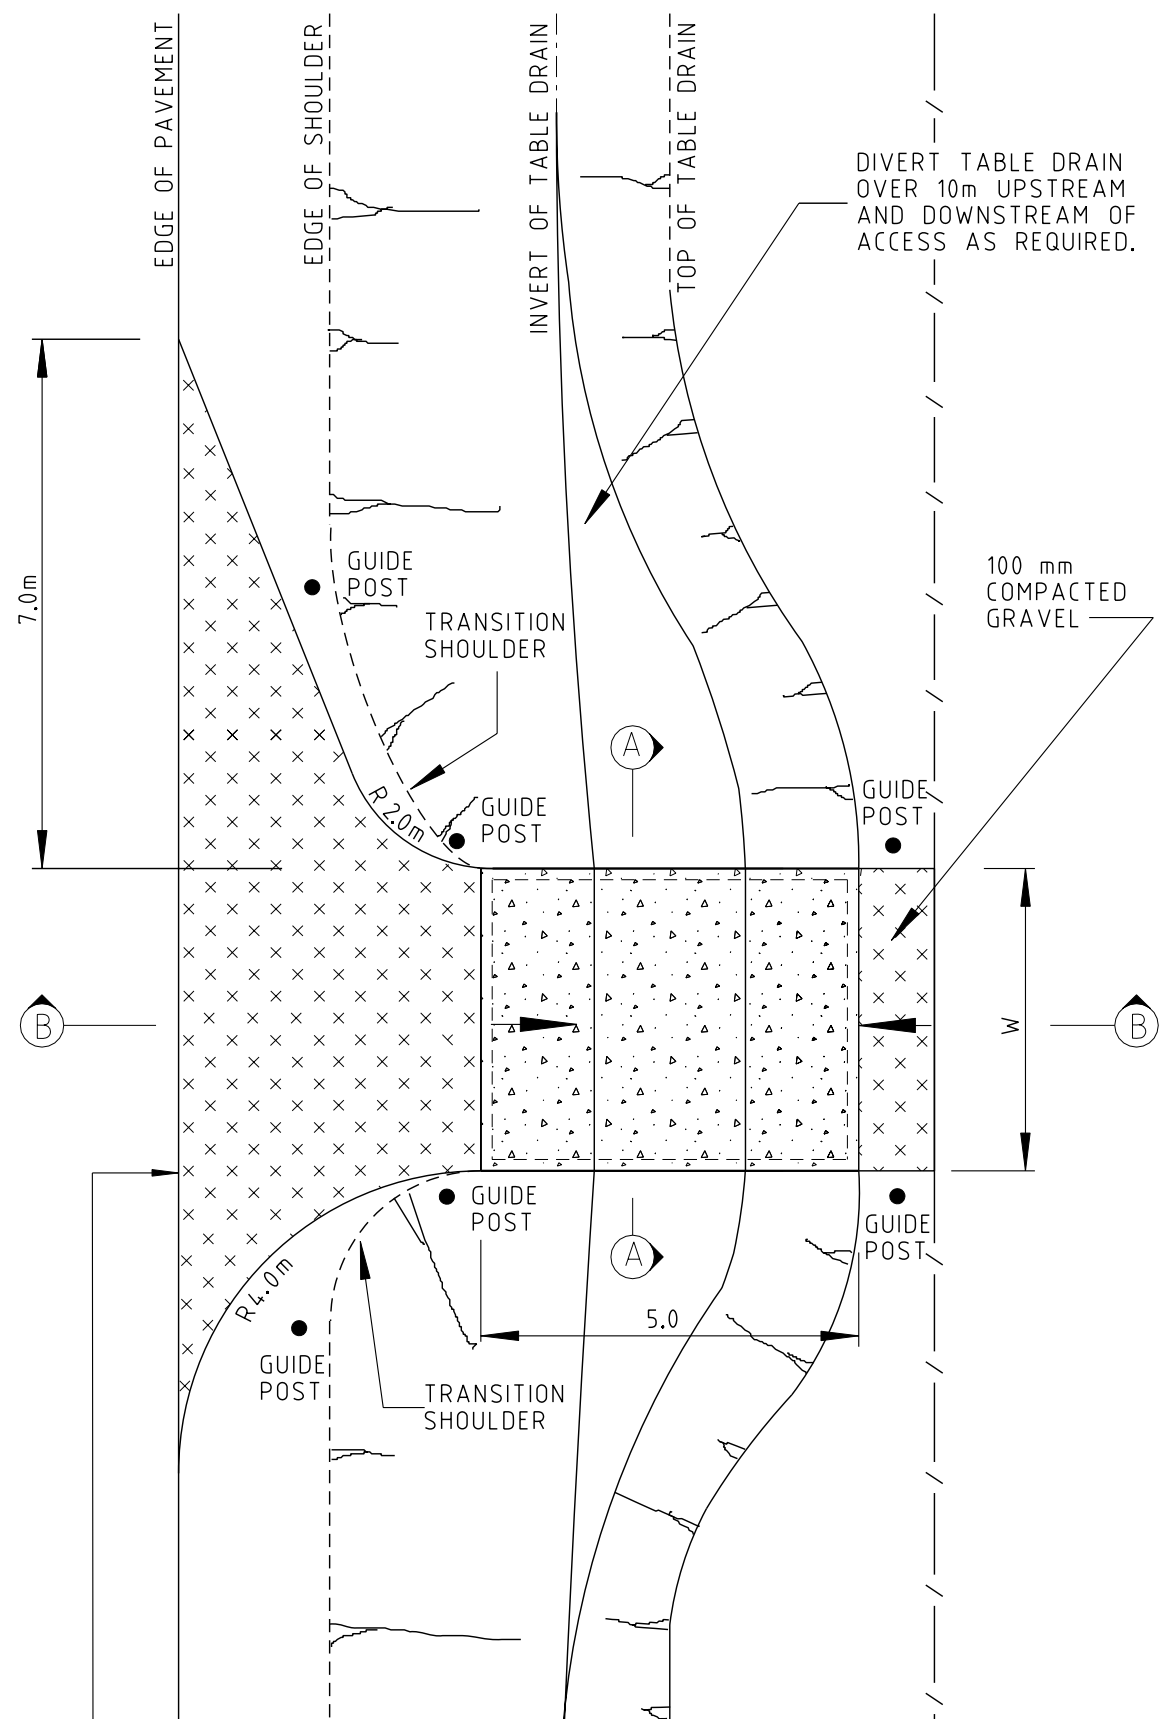 EDGE OF PAVEMENT
EDGE OF SHOULDER
INVERT OF TABLE DRAIN
TOP OF TABLE DRAIN
DIVERT TABLE DRAIN
OVER 10m UPSTREAM
AND DOWNSTREAM OF
ACCESS AS REQUIRED.
7.0m
GUIDE
POST
TRANSITION
SHOULDER
100 mm
COMPACTED
GRAVEL
A
R 2.0m
GUIDE
POST
GUIDE
POST
B
W
B
GUIDE
POST
A
GUIDE
POST
R4.0m
5.0
GUIDE
POST
TRANSITION
SHOULDER